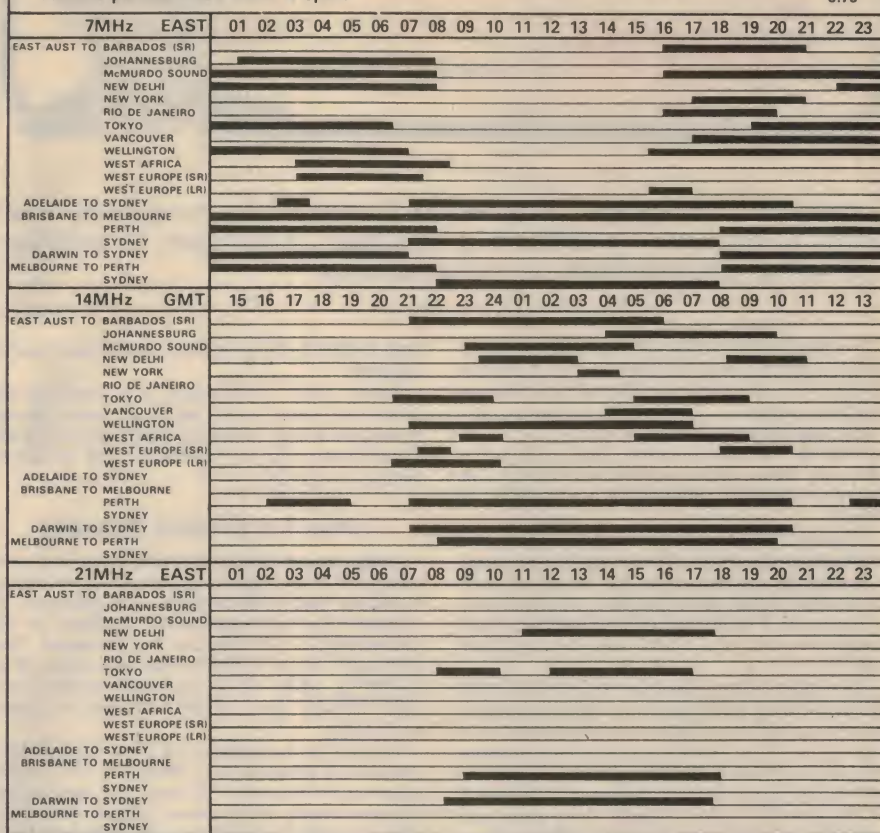 7MHz EAST 01 02 03 04 05 06 07 08 09 10 11 12 13 14 15 16 17 18 19 20 21 22 23
EAST AUST TO BARBADOS (SR)
JOHANNESBURG
McMURDO SOUND
NEW DELHI
NEW YORK
RIO DE JANEIRO
TOKYO
VANCOUVER
WELLINGTON
WEST AFRICA
WEST EUROPE (SR)
WEST EUROPE (LR)
ADELAIDE TO SYDNEY
BRISBANE TO MELBOURNE
PERTH
SYDNEY
DARWIN TO SYDNEY
MELBOURNE TO PERTH
SYDNEY
14MHz GMT 15 16 17 18 19 20 21 22 23 24 01 02 03 04 05 06 07 08 09 10 11 12 13
EAST AUST TO BARBADOS (SR)
JOHANNESBURG
McMURDO SOUND
NEW DELHI
NEW YORK
RIO DE JANEIRO
TOKYO
VANCOUVER
WELLINGTON
WEST AFRICA
WEST EUROPE (SR)
WEST EUROPE (LR)
ADELAIDE TO SYDNEY
BRISBANE TO MELBOURNE
PERTH
SYDNEY
DARWIN TO SYDNEY
MELBOURNE TO PERTH
SYDNEY
21MHz EAST 01 02 03 04 05 06 07 08 09 10 11 12 13 14 15 16 17 18 19 20 21 22 23
EAST AUST TO BARBADOS (SR)
JOHANNESBURG
McMURDO SOUND
NEW DELHI
NEW YORK
RIO DE JANEIRO
TOKYO
VANCOUVER
WELLINGTON
WEST AFRICA
WEST EUROPE (SR)
WEST EUROPE (LR)
ADELAIDE TO SYDNEY
BRISBANE TO MELBOURNE
PERTH
SYDNEY
DARWIN TO SYDNEY
MELBOURNE TO PERTH
SYDNEY